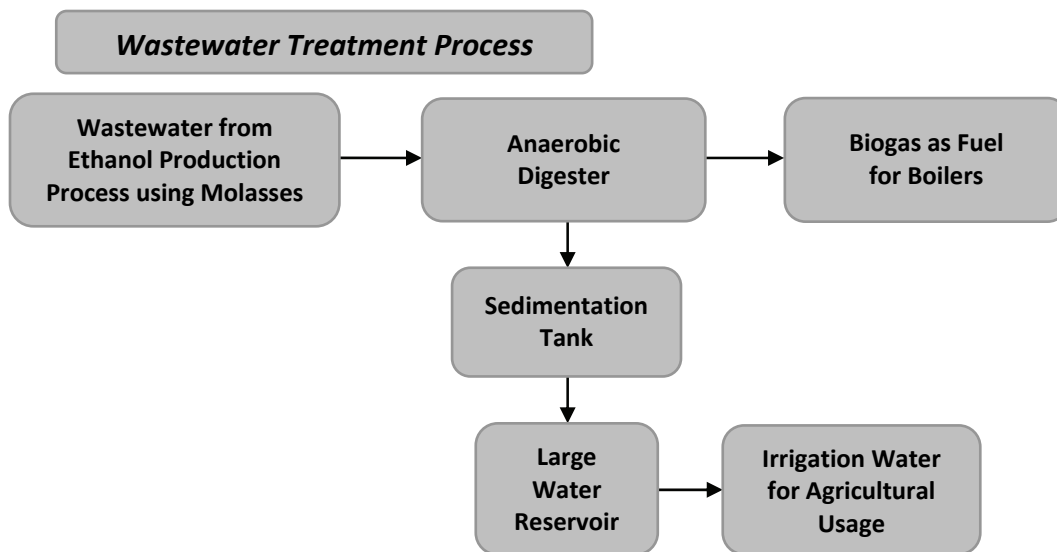 Wastewater Treatment Process
Wastewater from
Ethanol Production
Process using Molasses
Anaerobic
Digester
Biogas as Fuel
for Boilers
Sedimentation
Tank
Large
Water
Reservoir
Irrigation Water
for Agricultural
Usage